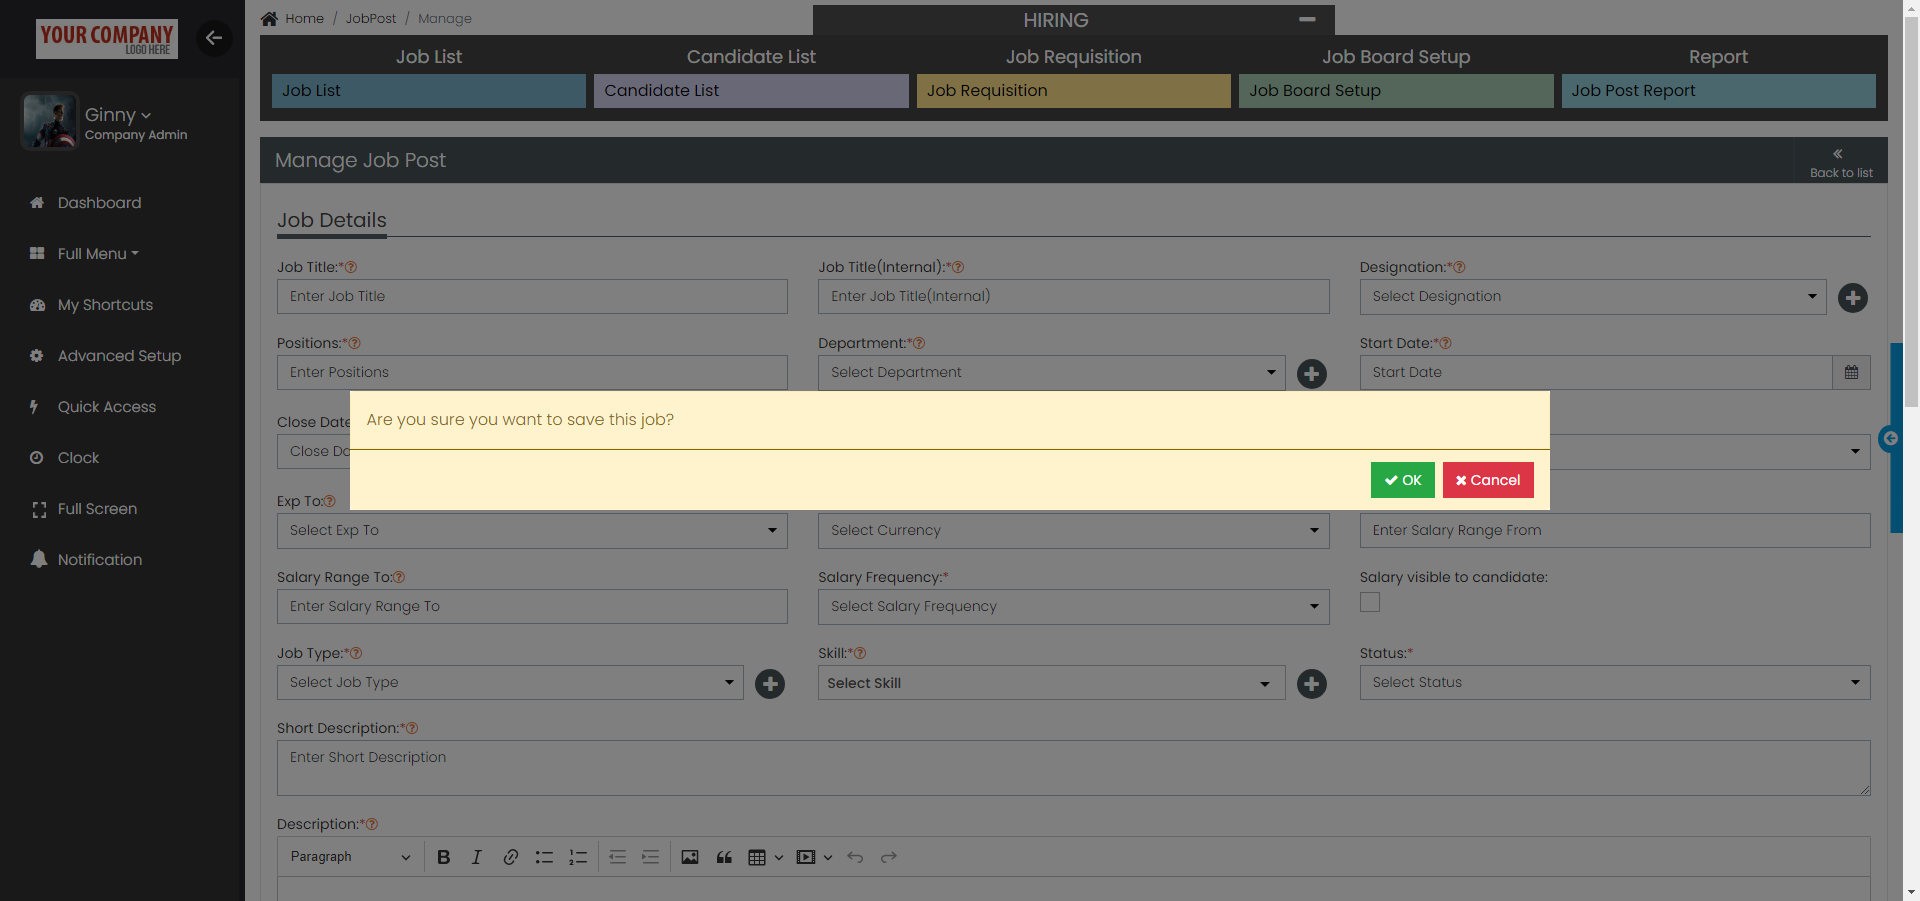 YOUR COMPANY
LOGO HERE
Ginny
Company Admin
Dashboard
Full Menu
My Shortcuts
Advanced Setup
Quick Access
Clock
Full Screen
Notification
Home / JobPost / Manage
HIRING
Job List
Candidate List
Job Requisition
Job Board Setup
Report
Job List
Candidate List
Job Requisition
Job Board Setup
Job Post Report
Manage Job Post
Back to list
Job Details
Job Title:*
Job Title(Internal):*
Designation:*
Enter Job Title
Enter Job Title(Internal)
Select Designation
Positions:*
Department:*
Start Date:*
Enter Positions
Select Department
Start Date
Close Date
Close Da
Are you sure you want to save this job?
OK
Cancel
Exp To:
Select Exp To
Select Currency
Enter Salary Range From
Salary Range To:
Salary Frequency:*
Salary visible to candidate:
Enter Salary Range To
Select Salary Frequency
Job Type:*
Skill:*
Status:*
Select Job Type
Select Skill
Select Status
Short Description:*
Enter Short Description
Description:*
Paragraph